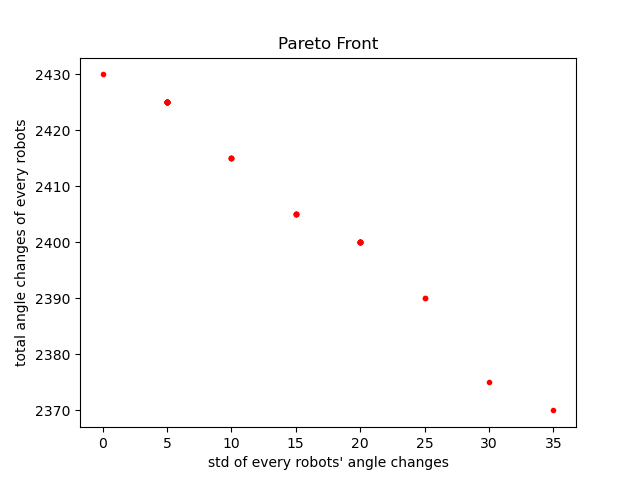 Pareto Front
total angle changes of every robots
2430
2420
2410
2400
2390
2380
2370
0 5 10 15 20 25 30 35
std of every robots' angle changes